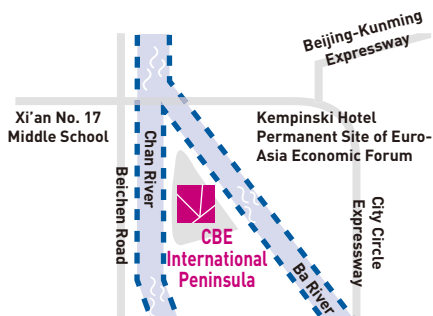 Beijing-Kunming
Expressway
Xi'an No. 17
Middle School
Kempinski Hotel
Permanent Site of Euro-
Asia Economic Forum
Chan River
Beichen Road
CBE
International
Peninsula
Ba River
City Circle
Expressway